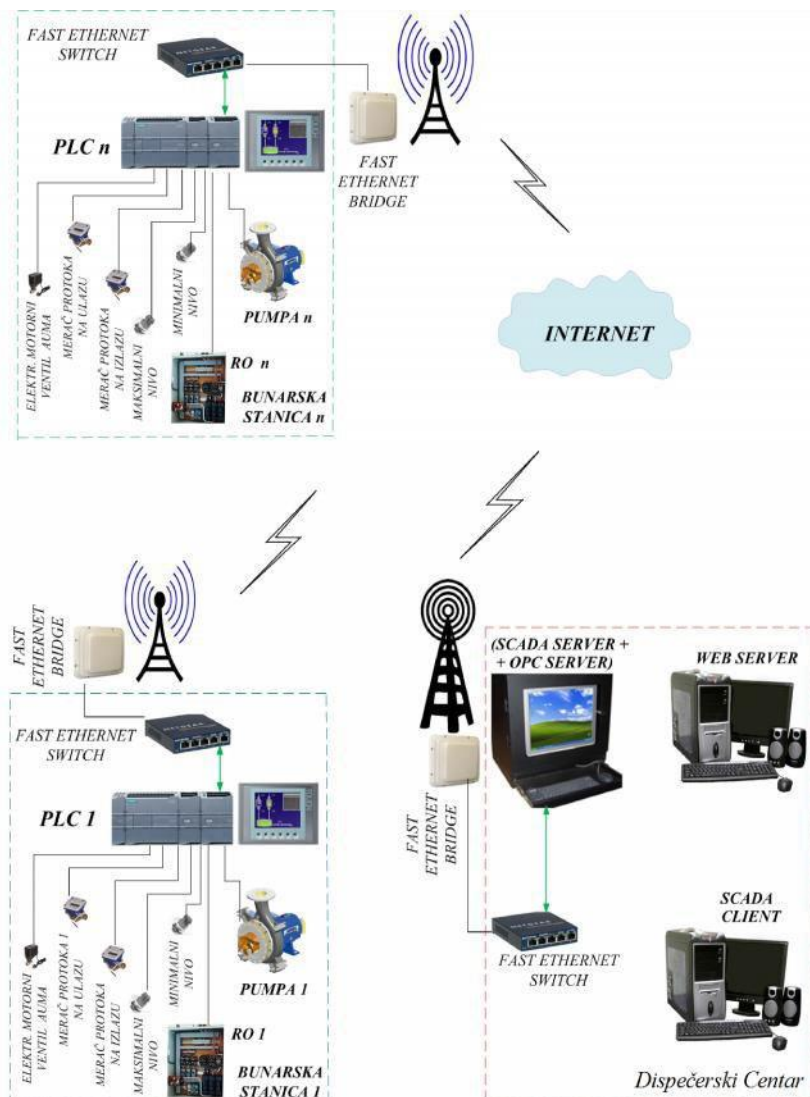 FAST ETHERNET
SWITCH
NETGEAR
PLC n
FAST
ETHERNET
BRIDGE
ELEKTR. MOTORNI
VENTIL AUMA
MERAČ PROTOKA
NA ULAZU
MERAČ PROTOKA
NA IZLAZU
MAKSIMALNI
NIVO
MINIMALNI
NIVO
PUMPA n
RO n
BUNARSKA
STANICA n
INTERNET
FAST
ETHERNET
BRIDGE
FAST ETHERNET
SWITCH
NETGEAR
PLC 1
ELEKTR. MOTORNI
VENTIL AUMA
MERAČ PROTOKA 1
NA ULAZU
MERAČ PROTOKA
NA IZLAZU
MAKSIMALNI
NIVO
MINIMALNI
NIVO
PUMPA 1
RO 1
BUNARSKA
STANICA 1
(SCADA SERVER +
+ OPC SERVER)
WEB SERVER
FAST
ETHERNET
BRIDGE
NETGEAR
FAST ETHERNET
SWITCH
SCADA
CLIENT
Dispečerski Centar